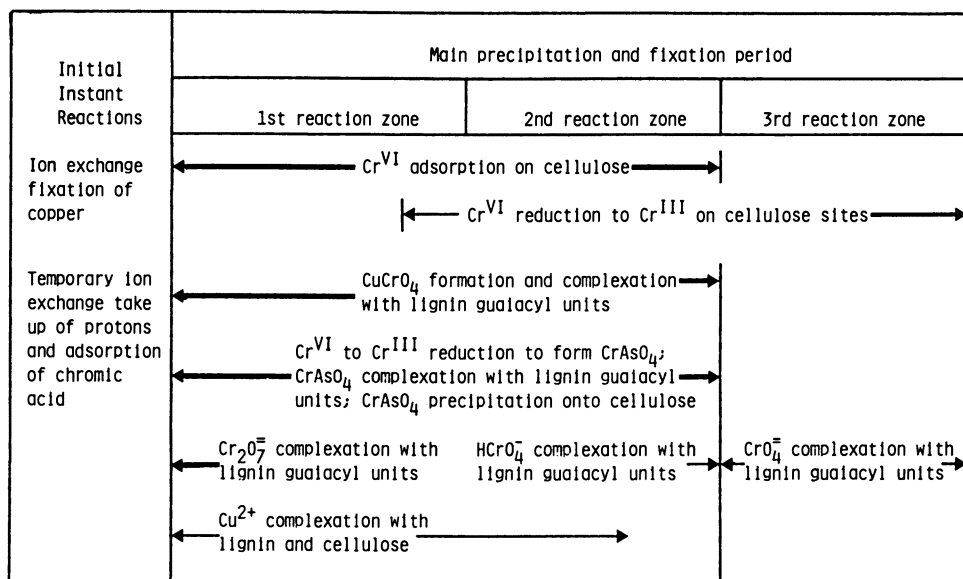 Initial
Instant
Reactions
Main precipitation and fixation period
1st reaction zone
2nd reaction zone
3rd reaction zone
Ion exchange
fixation of
copper
Cr^VI adsorption on cellulose
Cr^VI reduction to Cr^III on cellulose sites
Temporary ion
exchange take
up of protons
and adsorption
of chromic
acid
CuCrO₄ formation and complexation
with lignin guaiacyl units
Cr^VI to Cr^III reduction to form CrAsO₄;
CrAsO₄ complexation with lignin guaiacyl
units; CrAsO₄ precipitation onto cellulose
Cr₂O₇^= complexation with
lignin guaiacyl units
HCrO₄^- complexation with
lignin guaiacyl units
CrO₄^= complexation with
lignin guaiacyl units
Cu^2+ complexation with
lignin and cellulose